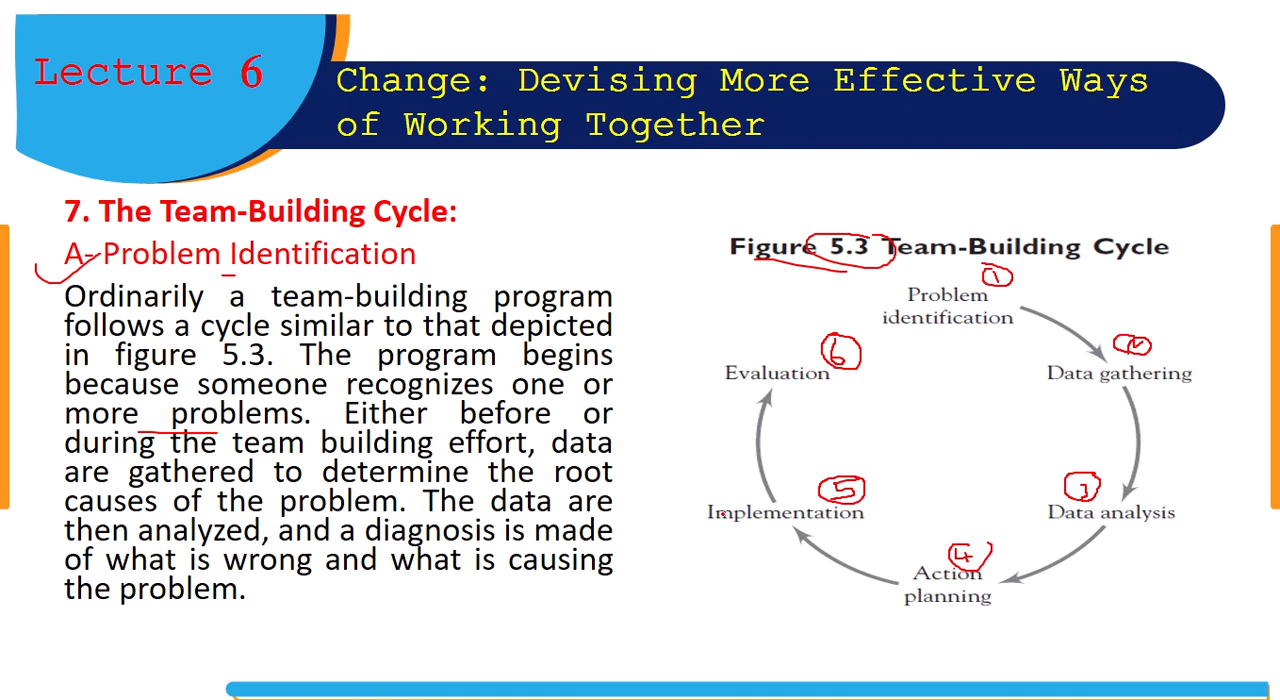 Lecture 6
Change: Devising More Effective Ways
of Working Together
7. The Team-Building Cycle:
A- Problem Identification
Ordinarily a team-building program
follows a cycle similar to that depicted
in figure 5.3. The program begins
because someone recognizes one or
more problems. Either before or
during the team building effort, data
are gathered to determine the root
causes of the problem. The data are
then analyzed, and a diagnosis is made
of what is wrong and what is causing
the problem.
Figure 5.3 Team-Building Cycle
1
Problem
identification
2
Data gathering
3
Data analysis
4
Action
planning
5
Implementation
6
Evaluation